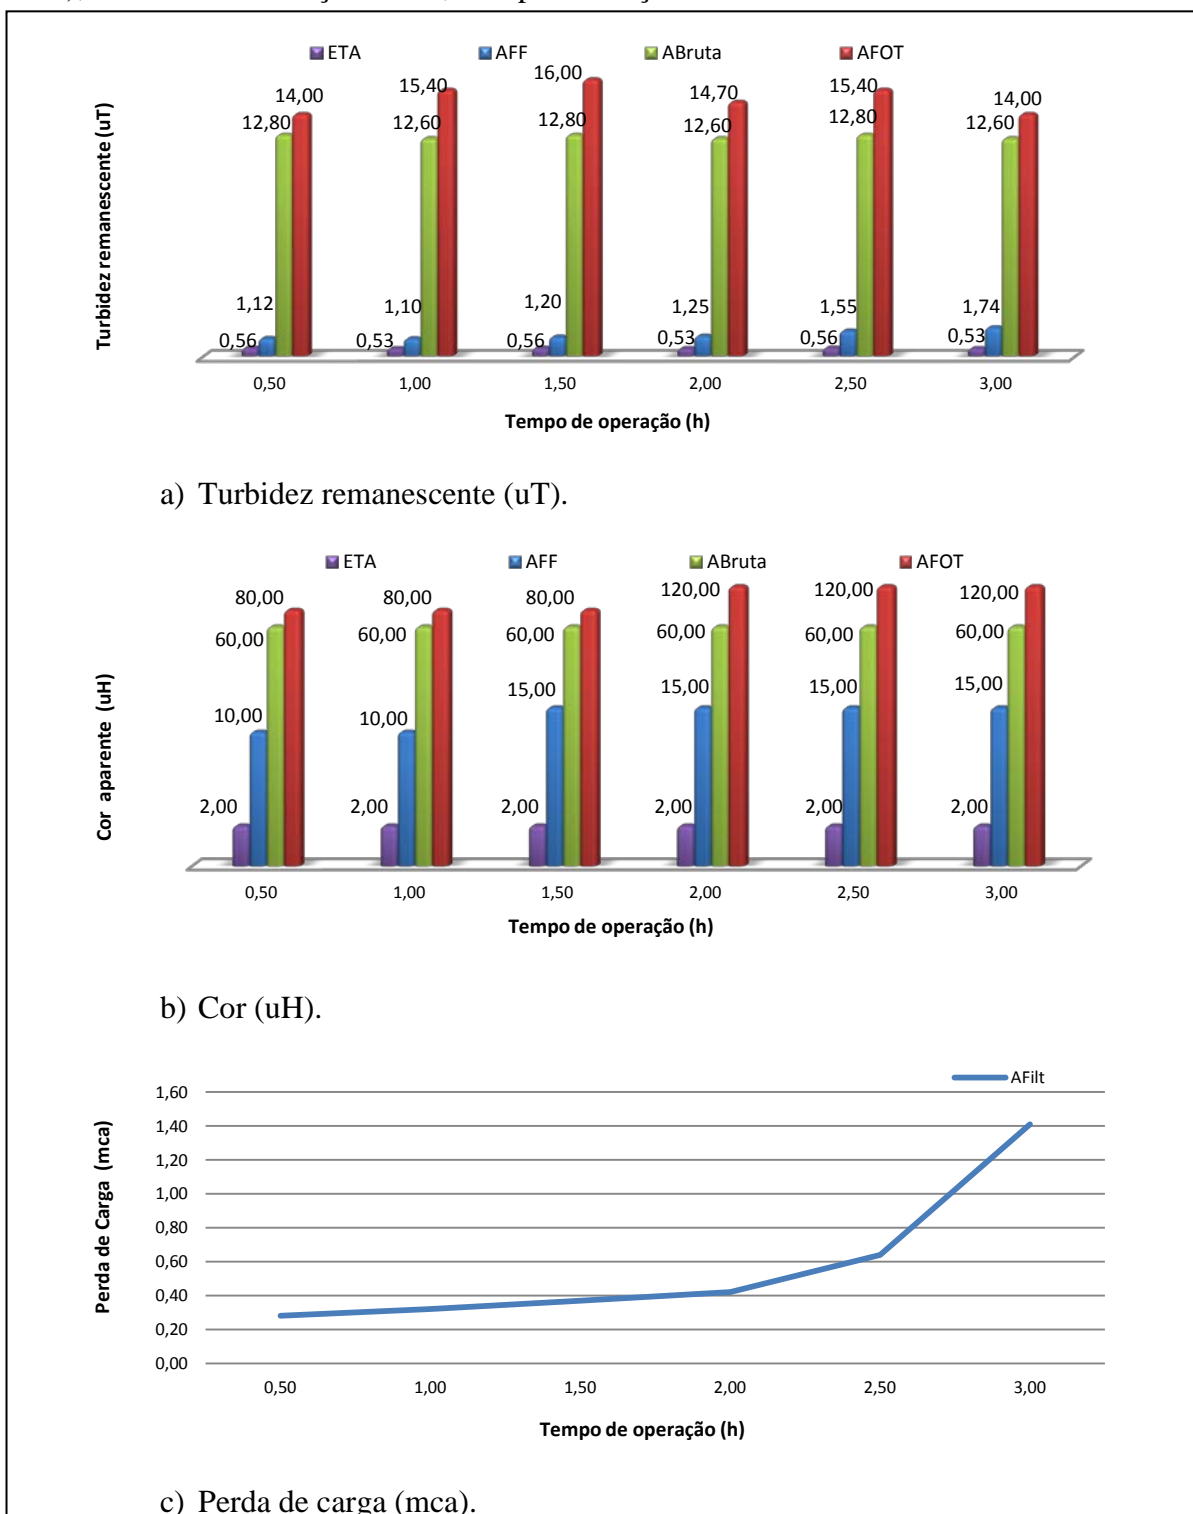 ETA AFF ABruta AFOT
Turbidez remanescente (uT)
14,00 15,40 16,00 14,70 15,40 14,00
12,80 12,60 12,80 12,60 12,80 12,60
1,12 1,10 1,20 1,25 1,55 1,74
0,56 0,53 0,56 0,53 0,56 0,53
0,50 1,00 1,50 2,00 2,50 3,00
Tempo de operação (h)
a) Turbidez remanescente (uT).
ETA AFF ABruta AFOT
Cor aparente (uH)
80,00 80,00 80,00 120,00 120,00 120,00
60,00 60,00 60,00 60,00 60,00 60,00
10,00 10,00 15,00 15,00 15,00 15,00
2,00 2,00 2,00 2,00 2,00 2,00
0,50 1,00 1,50 2,00 2,50 3,00
Tempo de operação (h)
b) Cor (uH).
AFilt
Perda de Carga (mca)
1,60
1,40
1,20
1,00
0,80
0,60
0,40
0,20
0,00
0,50 1,00 1,50 2,00 2,50 3,00
Tempo de operação (h)
c) Perda de carga (mca).